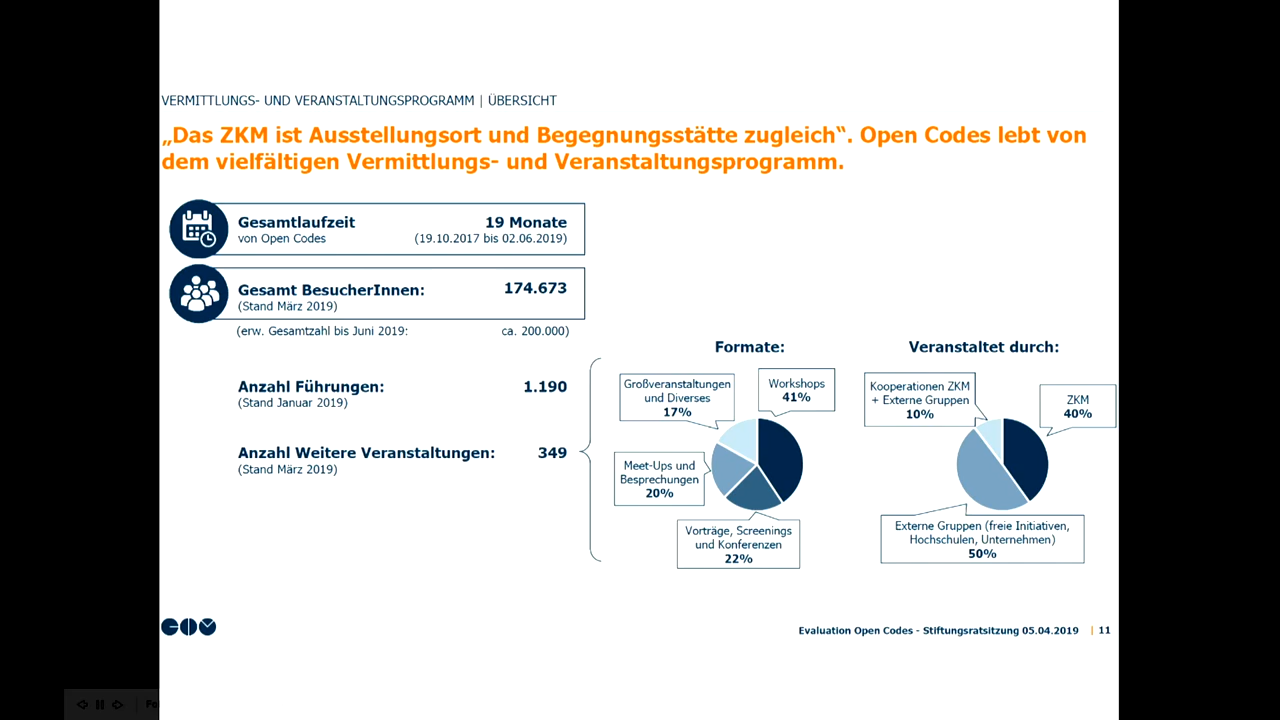 VERMITTLUNGS- UND VERANSTALTUNGSPROGRAMM | ÜBERSICHT
„Das ZKM ist Ausstellungsort und Begegnungsstätte zugleich“. Open Codes lebt von
dem vielfältigen Vermittlungs- und Veranstaltungsprogramm.
Gesamtlaufzeit 19 Monate
von Open Codes (19.10.2017 bis 02.06.2019)
Gesamt BesucherInnen: 174.673
(Stand März 2019)
(erw. Gesamtzahl bis Juni 2019: ca. 200.000)
Anzahl Führungen: 1.190
(Stand Januar 2019)
Anzahl Weitere Veranstaltungen: 349
(Stand März 2019)
Formate:
Großveranstaltungen
und Diverses
17%
Workshops
41%
Meet-Ups und
Besprechungen
20%
Vorträge, Screenings
und Konferenzen
22%
Veranstaltet durch:
Kooperationen ZKM
+ Externe Gruppen
10%
ZKM
40%
Externe Gruppen (freie Initiativen,
Hochschulen, Unternehmen)
50%
Evaluation Open Codes - Stiftungsratsitzung 05.04.2019 | 11